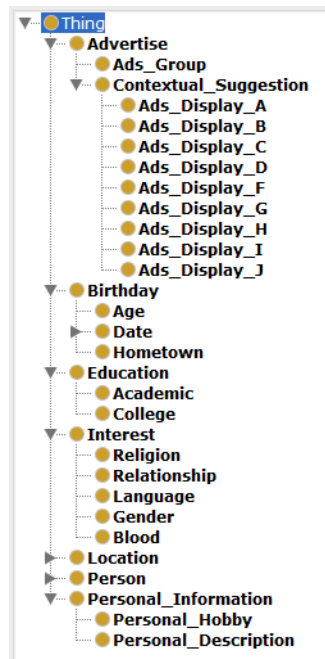 Thing
Advertise
Ads_Group
Contextual_Suggestion
Ads_Display_A
Ads_Display_B
Ads_Display_C
Ads_Display_D
Ads_Display_F
Ads_Display_G
Ads_Display_H
Ads_Display_I
Ads_Display_J
Birthday
Age
Date
Hometown
Education
Academic
College
Interest
Religion
Relationship
Language
Gender
Blood
Location
Person
Personal_Information
Personal_Hobby
Personal_Description